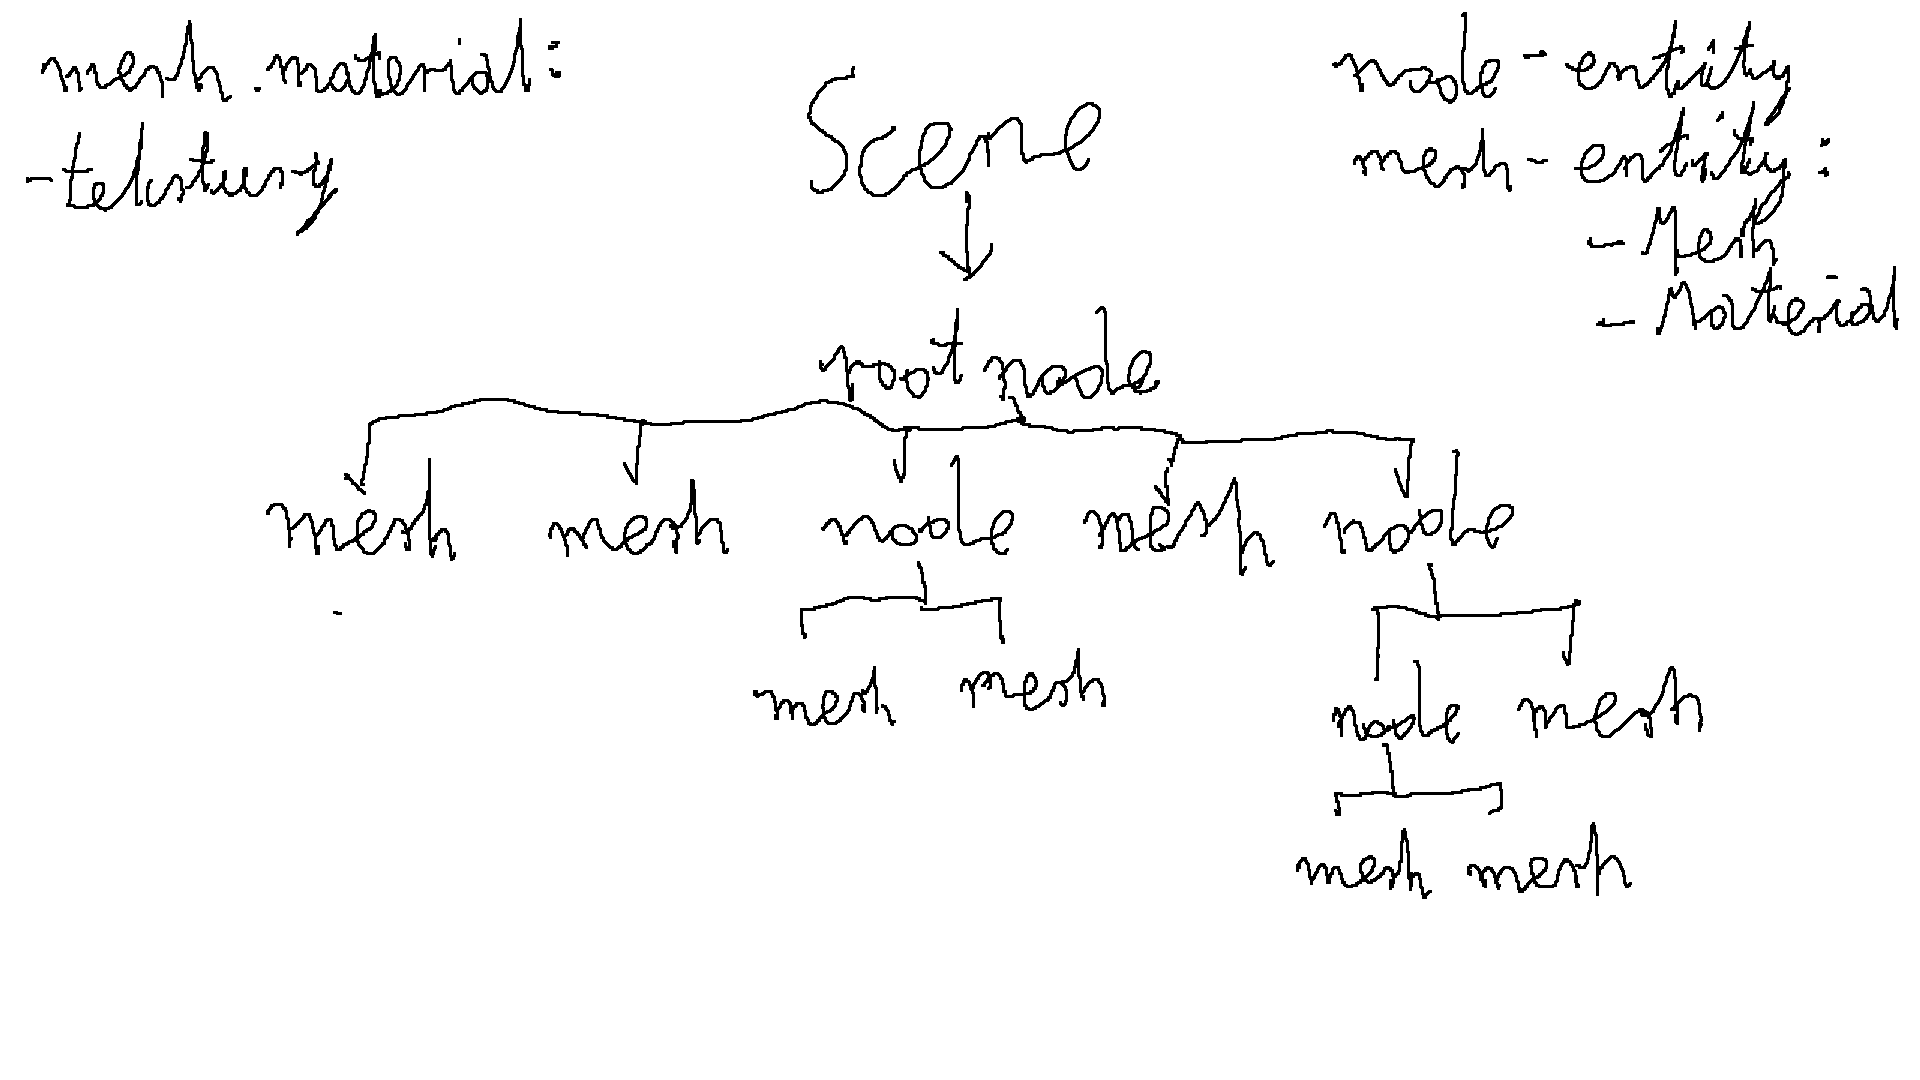 mesh.material:
-tekstury
Scene
node - entity
mesh - entity:
- Mesh
- Material
root node
mesh mesh node mesh node
mesh mesh
node mesh
mesh mesh